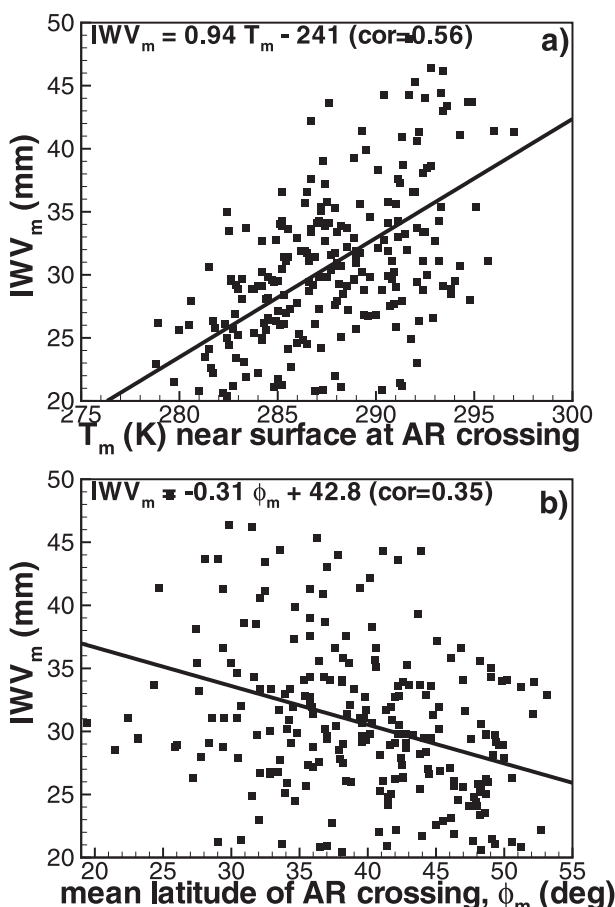 50
IWVm = 0.94 Tm - 241 (cor=0.56)
a)
45
40
35
30
25
20
IWVm (mm)
275 280 285 290 295 300
Tm (K) near surface at AR crossing
50
IWVm = -0.31 ϕm + 42.8 (cor=0.35)
b)
45
40
35
30
25
20
IWVm (mm)
20 25 30 35 40 45 50 55
mean latitude of AR crossing, ϕm (deg)